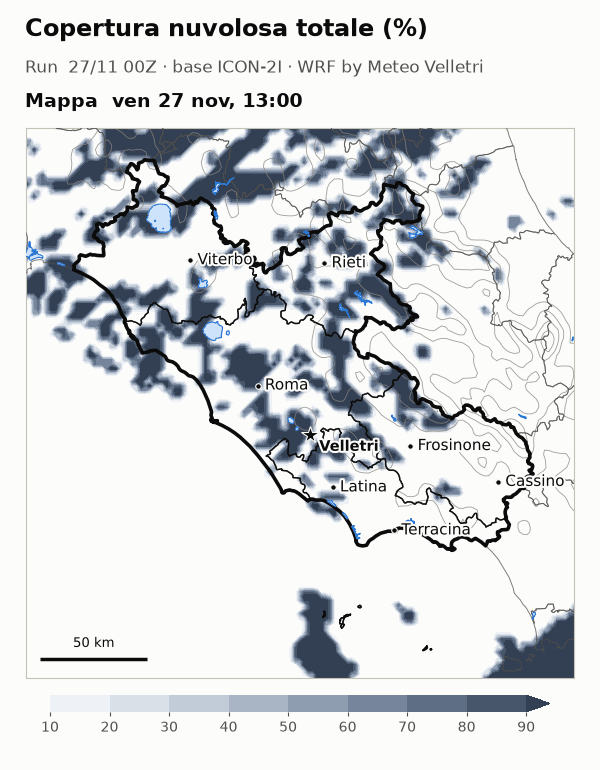 Copertura nuvolosa totale (%)
Run  27/11 00Z · base ICON-2I · WRF by Meteo Velletri
Mappa  ven 27 nov, 13:00
Viterbo
Rieti
Roma
Velletri
Frosinone
Cassino
Latina
Terracina
50 km
10 20 30 40 50 60 70 80 90